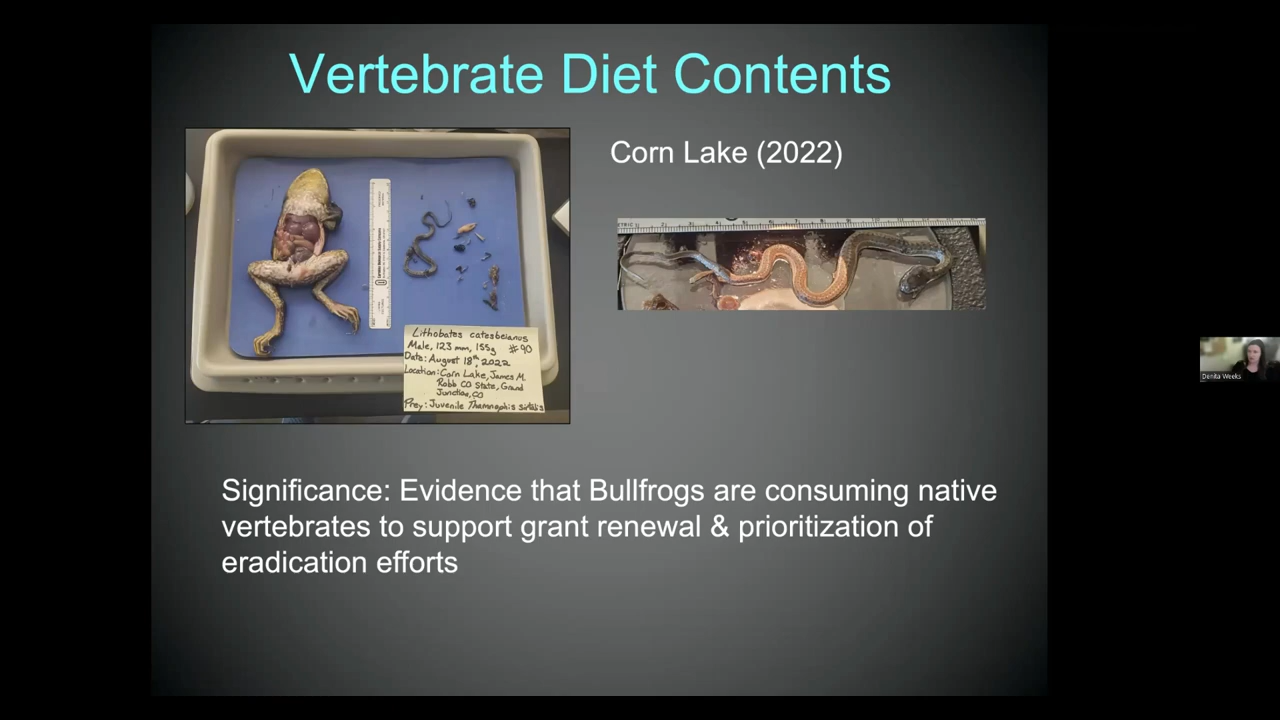 Vertebrate Diet Contents
Corn Lake (2022)
Lithobates catesbeianus
Male, 123 mm, 155g #90
Date: August 18th, 2022
Location: Corn Lake, James M.
Robb CO State, Grand
Junction, CO
Prey: Juvenile Thamnophis sirtalis
Significance: Evidence that Bullfrogs are consuming native
vertebrates to support grant renewal & prioritization of
eradication efforts
Denita Weeks